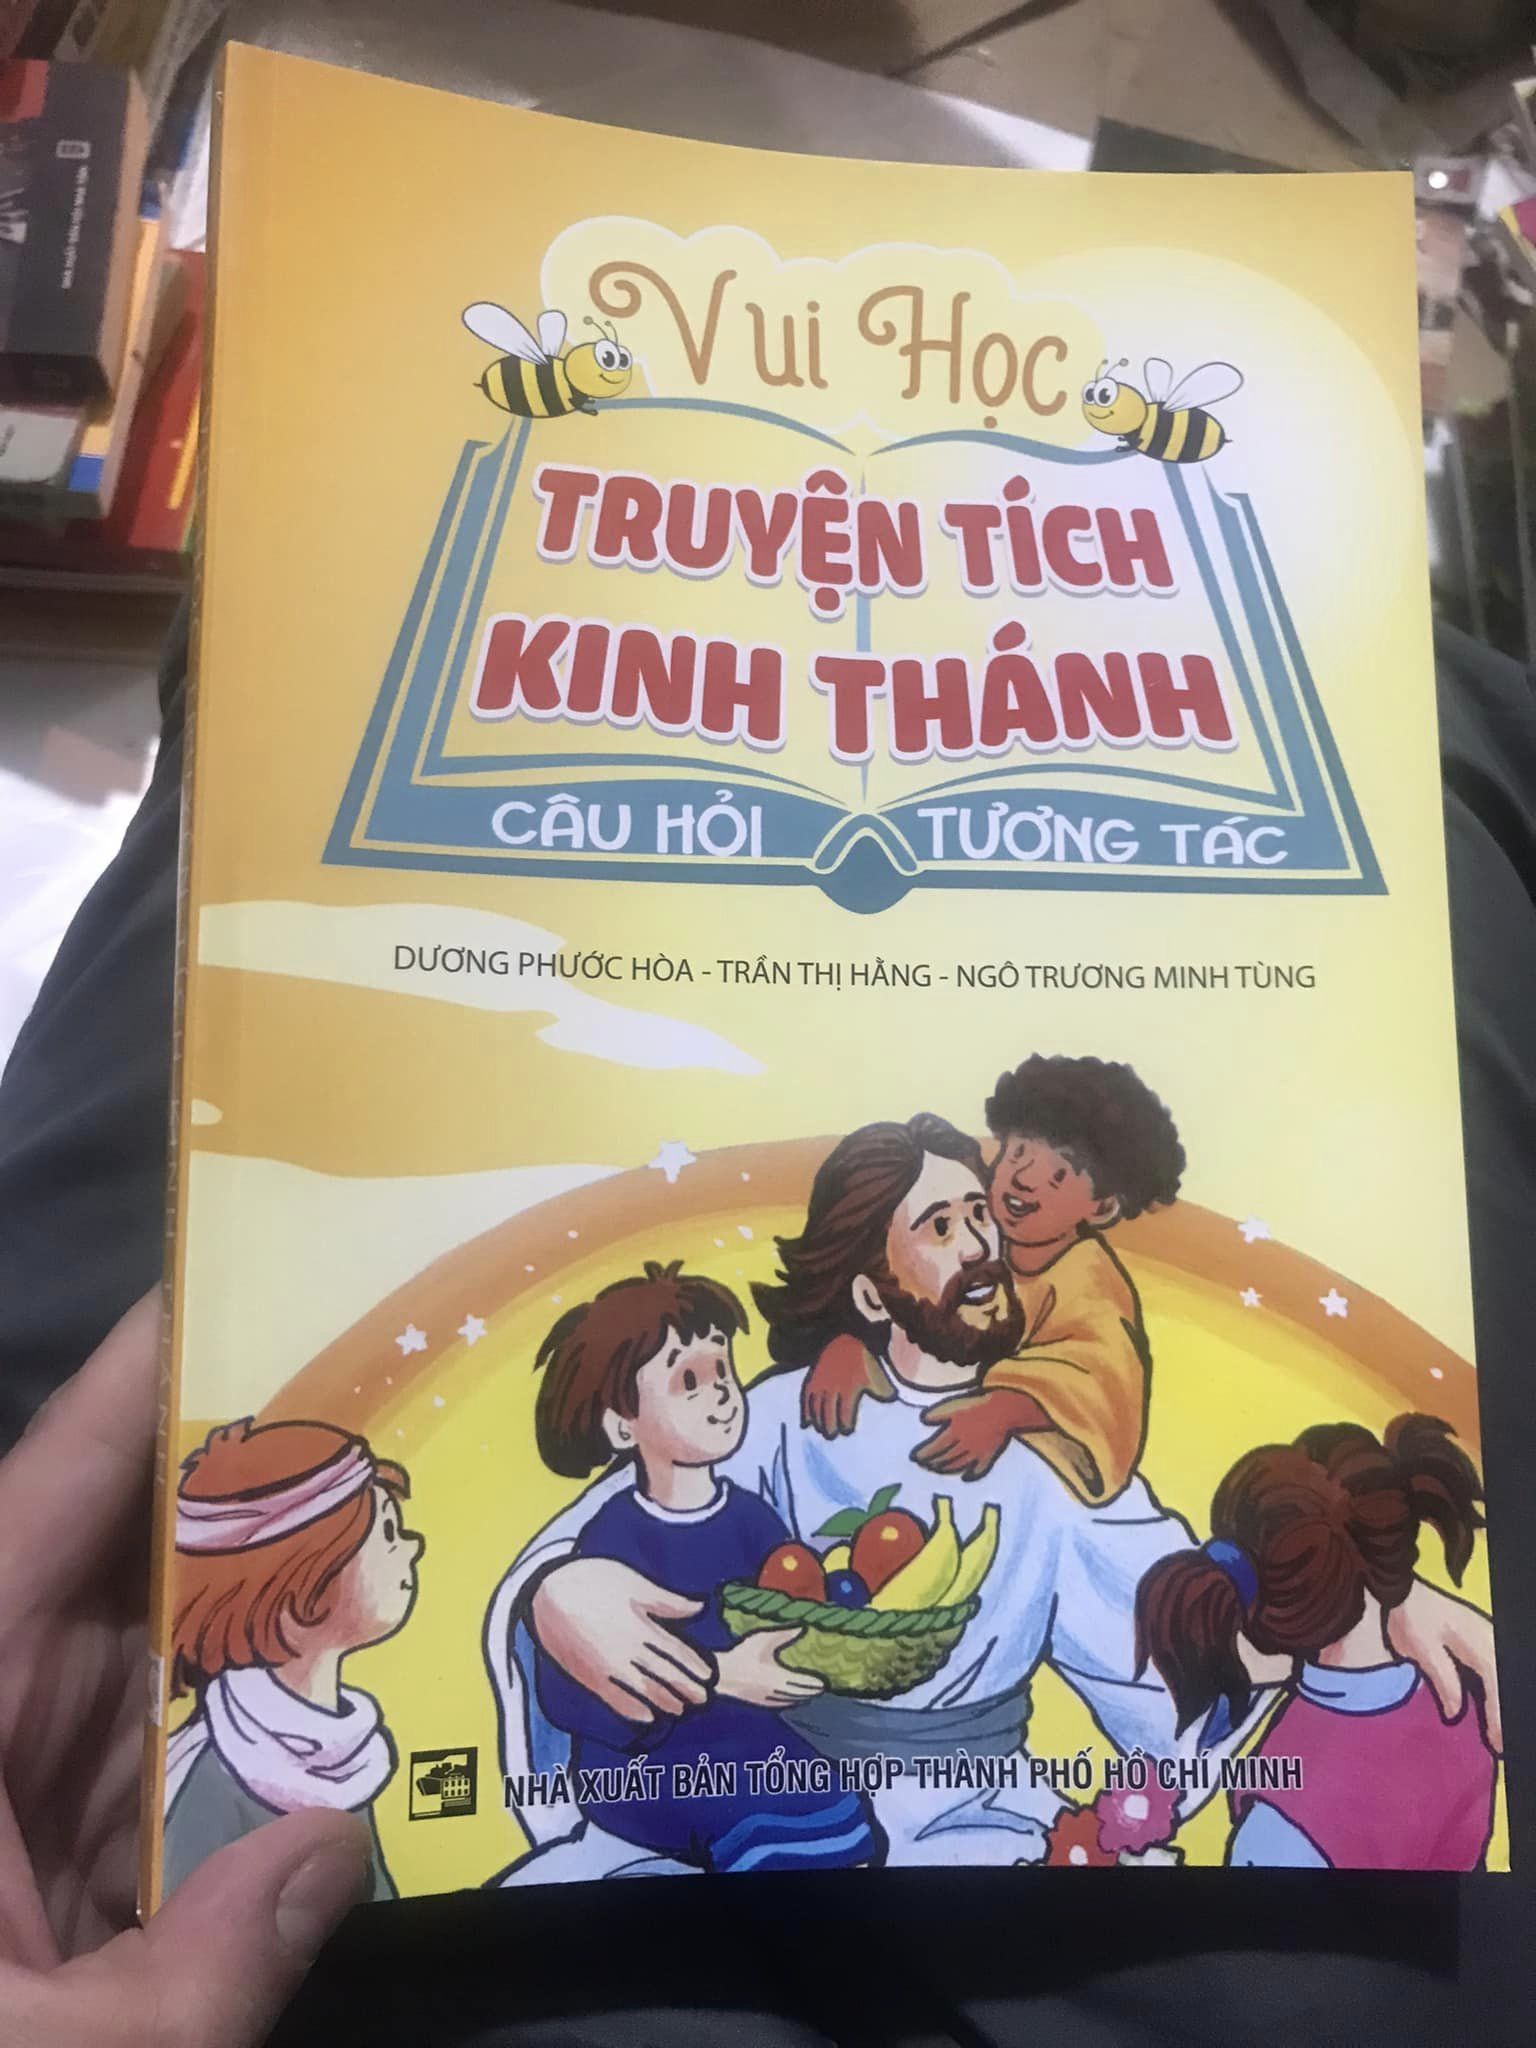 Vui Học
TRUYỆN TÍCH
KINH THÁNH
CÂU HỎI TƯƠNG TÁC
DƯƠNG PHƯỚC HÒA - TRẦN THỊ HẰNG - NGÔ TRƯƠNG MINH TÙNG
NHÀ XUẤT BẢN TỔNG HỢP THÀNH PHỐ HỒ CHÍ MINH